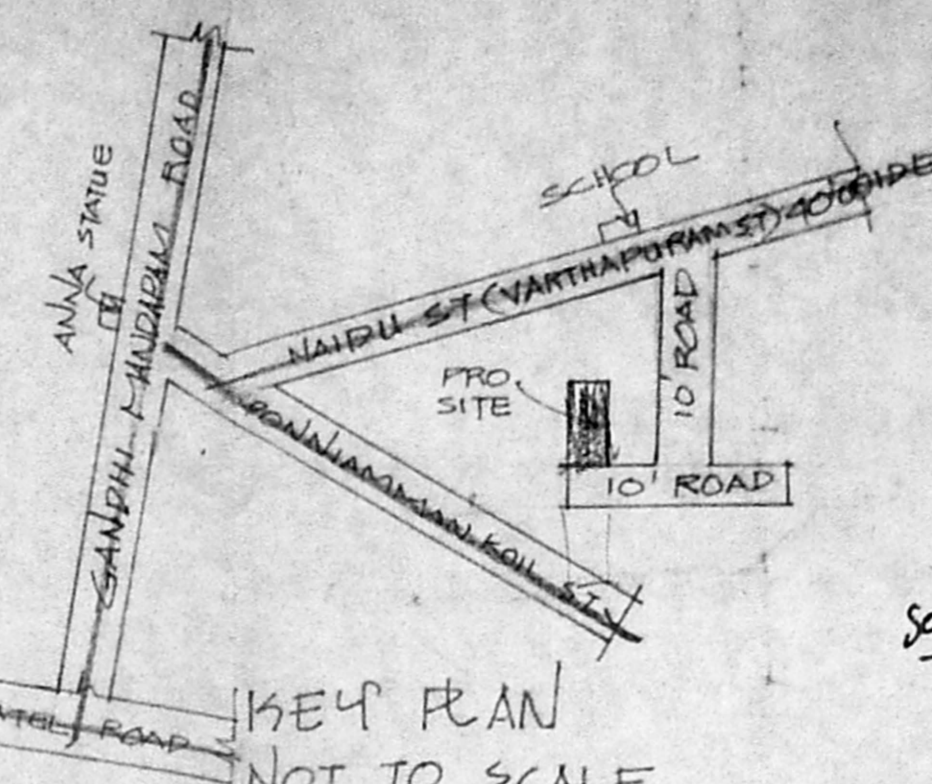 ANNA STATUE
GANDHI MANDAPAM ROAD
SCHOOL
NAIDU ST (VARTHAPURAM ST) 40'0" WIDE
PRO.
SITE
10' ROAD
10' ROAD
PONNIAMMAN KOIL ST.
ROAD
KEY PLAN
NOT TO SCALE